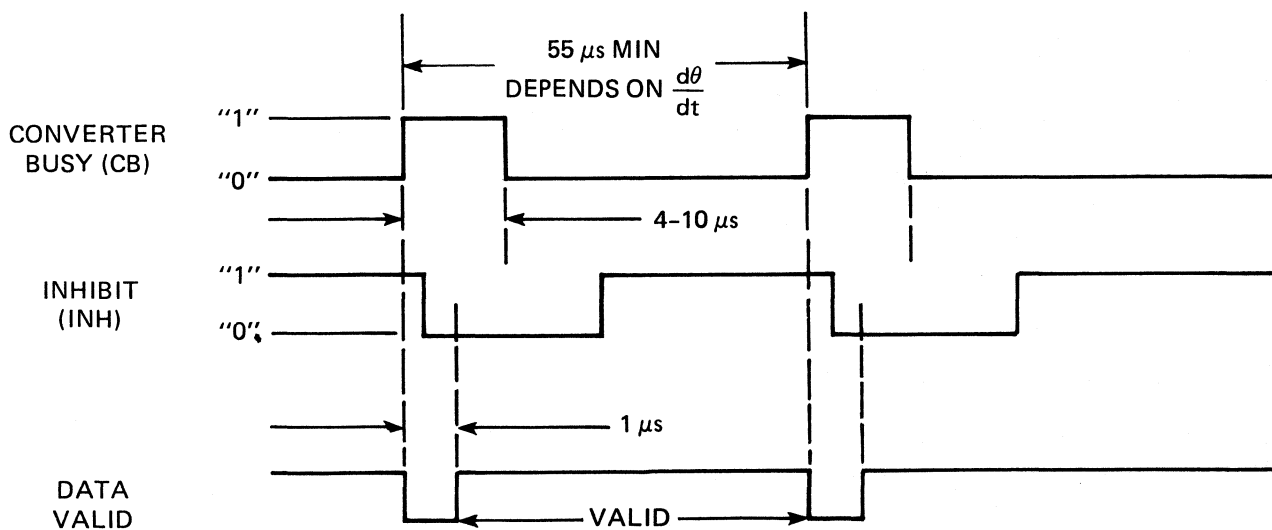 55 μs MIN
DEPENDS ON dθ/dt
CONVERTER
BUSY (CB)
"1"
"0"
4–10 μs
INHIBIT
(INH)
"1"
"0"
1 μs
DATA
VALID
VALID